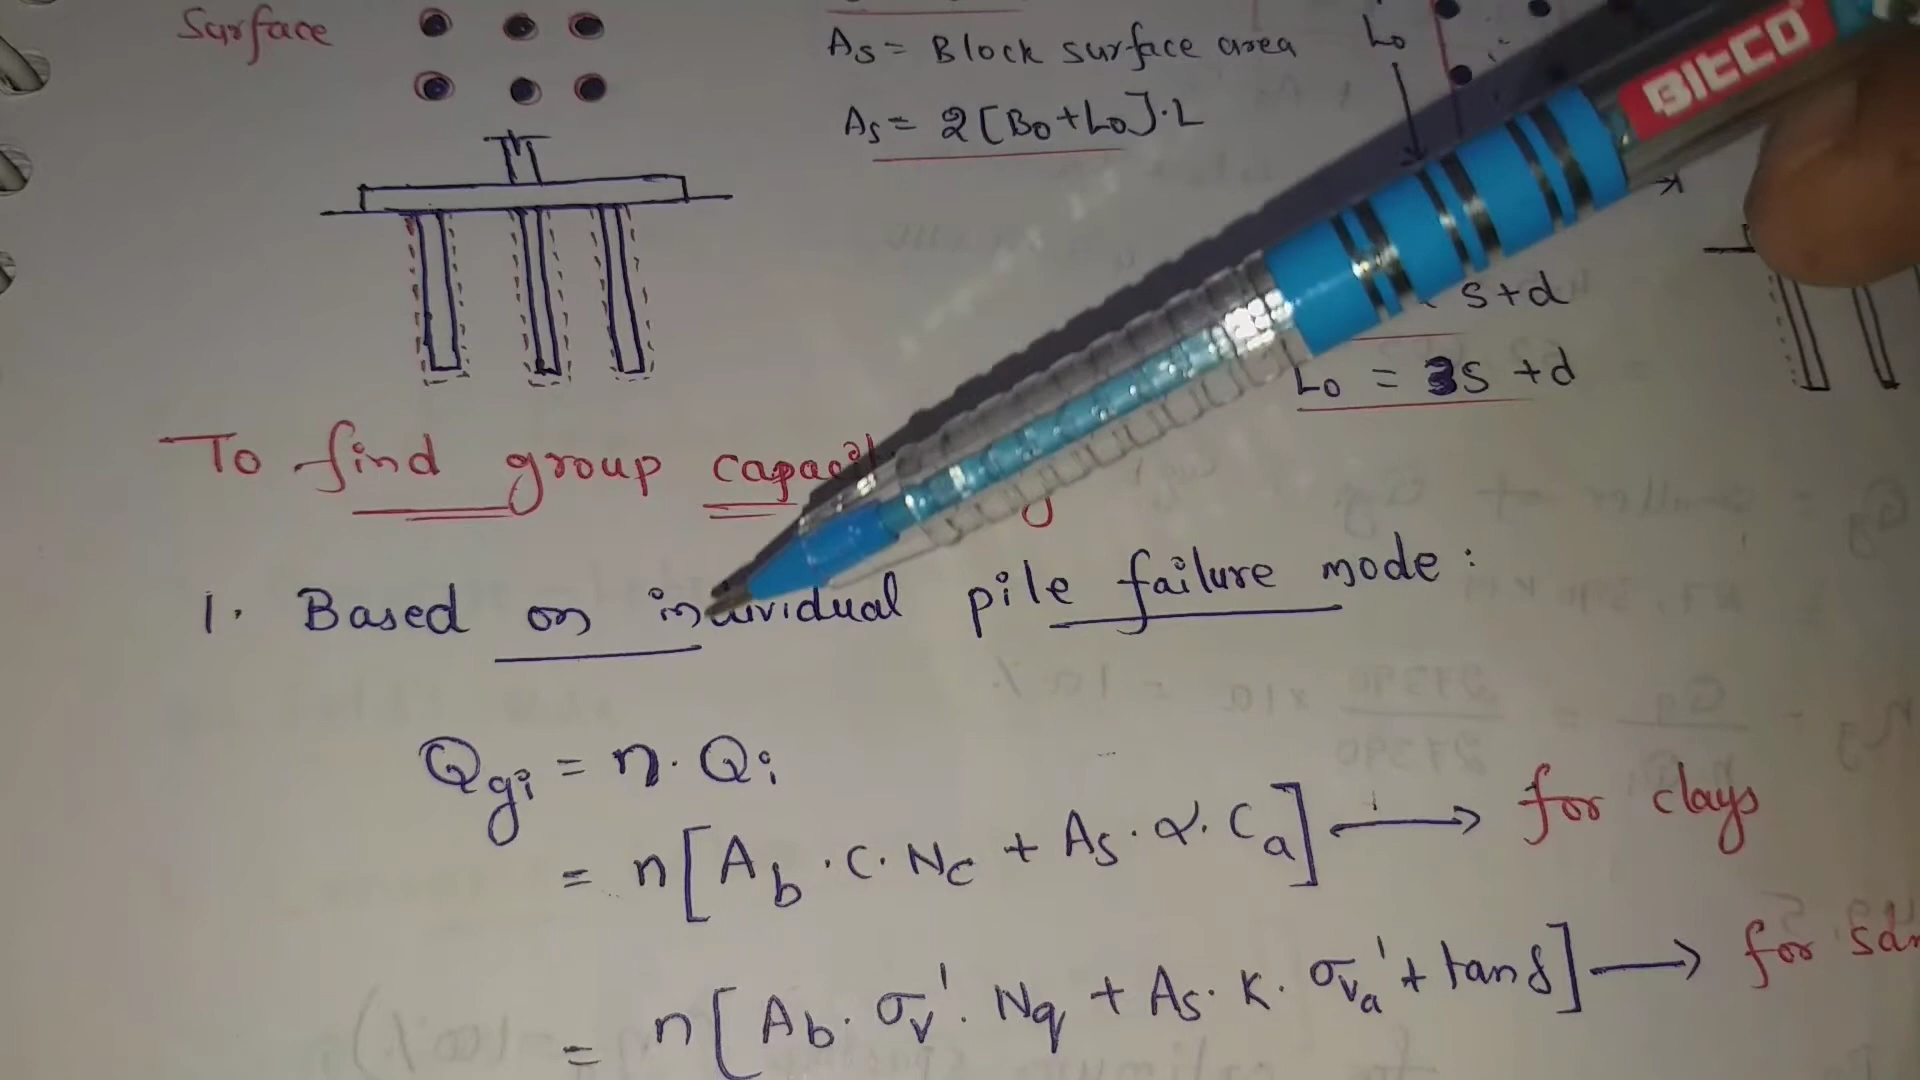 Surface
As = Block surface area
As = 2[Bo+Lo]·L
Lo
BITCO
s+d
Lo = 3s +d
To find group
1. Based on individual pile failure mode:
Qgi = n· Qi
= n[Ab ·C·Nc + As·α·Ca] → for clays
= n[Ab· σv'· Nq + As· K· σva'+ tanδ] → for